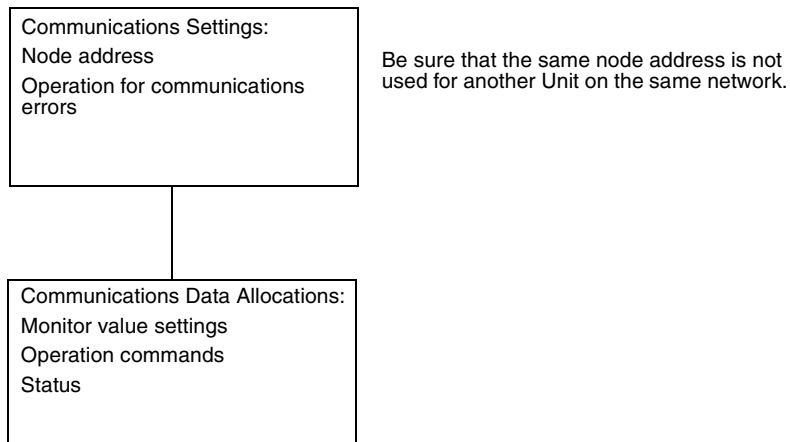 Communications Settings:
Node address
Operation for communications
errors
Be sure that the same node address is not
used for another Unit on the same network.
Communications Data Allocations:
Monitor value settings
Operation commands
Status